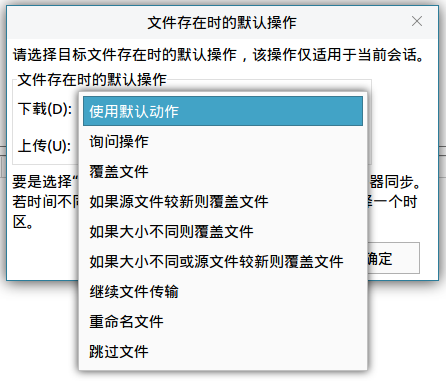 文件存在时的默认操作
请选择目标文件存在时的默认操作，该操作仅适用于当前会话。
文件存在时的默认操作
下载(D):
使用默认动作
询问操作
上传(U):
覆盖文件
要是选择“
器同步。
如果源文件较新则覆盖文件
若时间不同
择一个时
区。
如果大小不同则覆盖文件
如果大小不同或源文件较新则覆盖文件
确定
继续文件传输
重命名文件
跳过文件